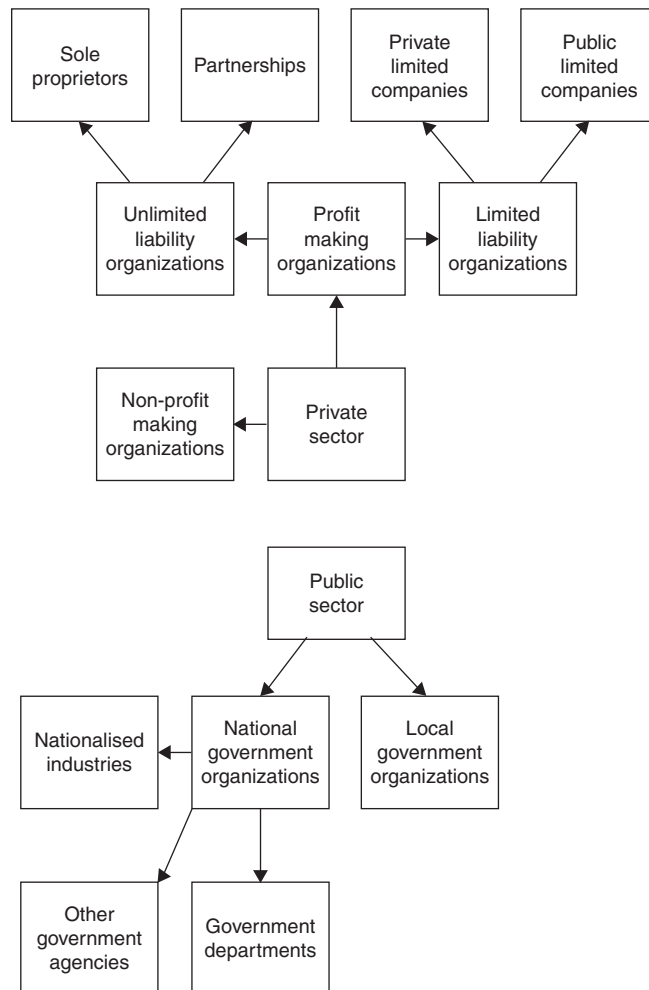 Sole
proprietors
Partnerships
Private
limited
companies
Public
limited
companies
Unlimited
liability
organizations
Profit
making
organizations
Limited
liability
organizations
Non-profit
making
organizations
Private
sector
Public
sector
Nationalised
industries
National
government
organizations
Local
government
organizations
Other
government
agencies
Government
departments